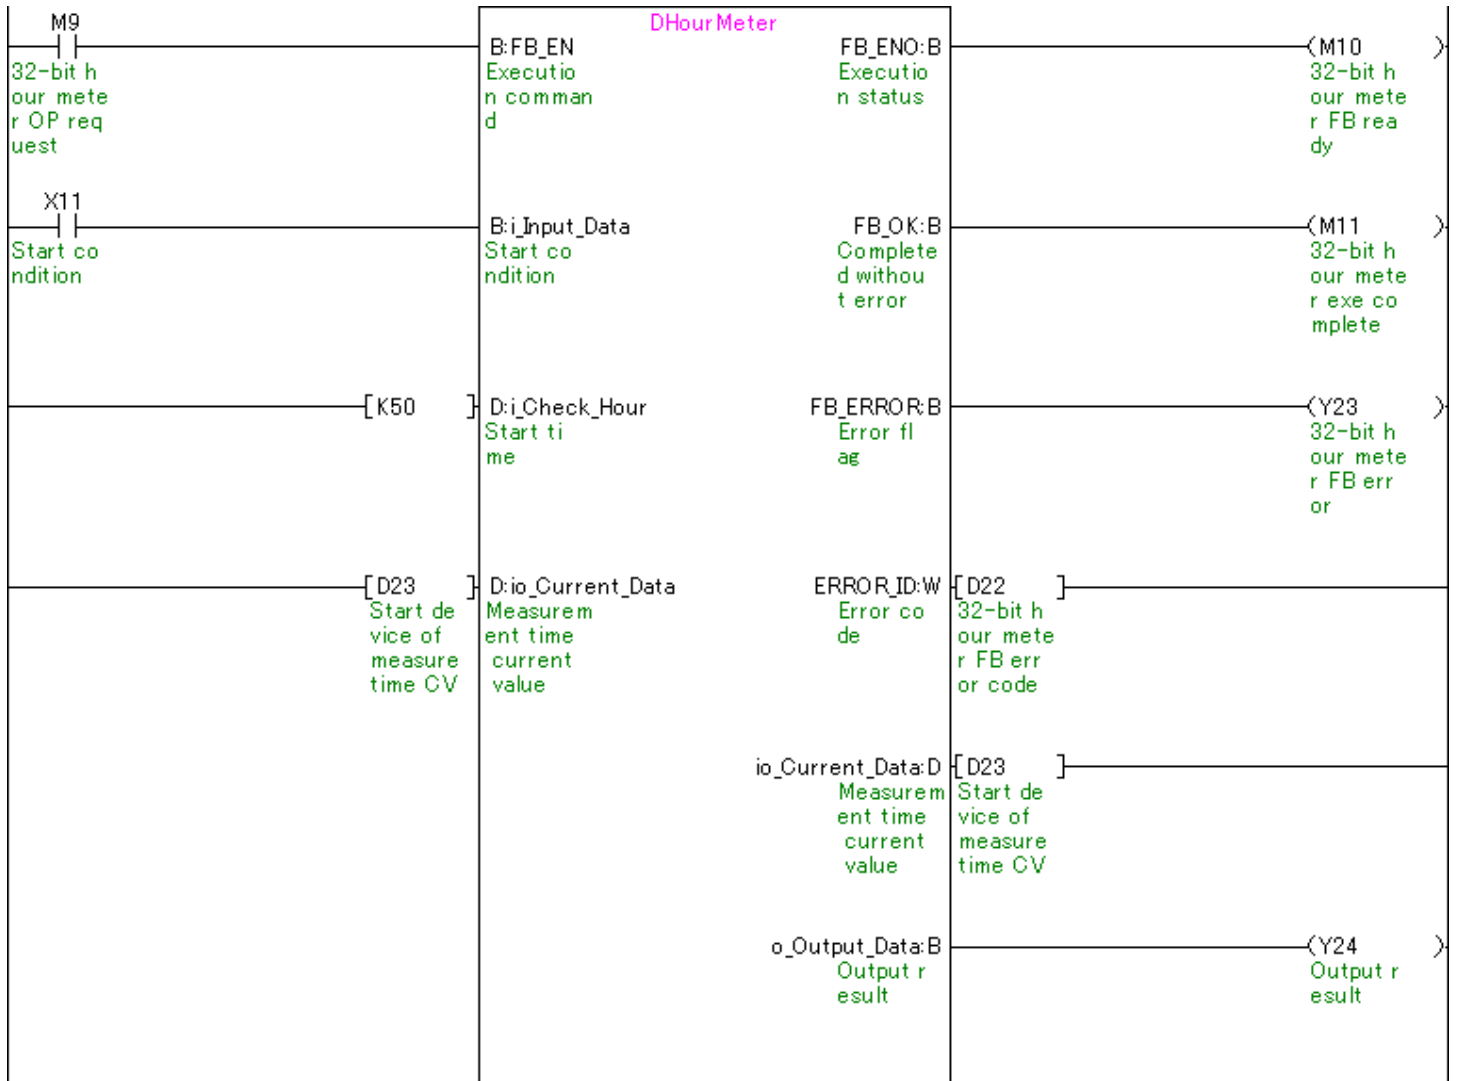 M9
DHourMeter
B:FB_EN
FB_ENO:B
(M10 )
32-bit h
our mete
r OP req
uest
Executio
n comman
d
Executio
n status
32-bit h
our mete
r FB rea
dy
X11
B:i_Input_Data
FB_OK:B
(M11 )
Start co
ndition
Start co
ndition
Complete
d withou
t error
32-bit h
our mete
r exe co
mplete
[K50 ]
D:i_Check_Hour
FB_ERROR:B
(Y23 )
Start ti
me
Error fl
ag
32-bit h
our mete
r FB err
or
[D23 ]
D:io_Current_Data
ERROR_ID:W
[D22 ]
Start de
vice of
measure
time CV
Measurem
ent time
current
value
Error co
de
32-bit h
our mete
r FB err
or code
io_Current_Data:D
[D23 ]
Measurem
ent time
current
value
Start de
vice of
measure
time CV
o_Output_Data:B
(Y24 )
Output r
esult
Output r
esult